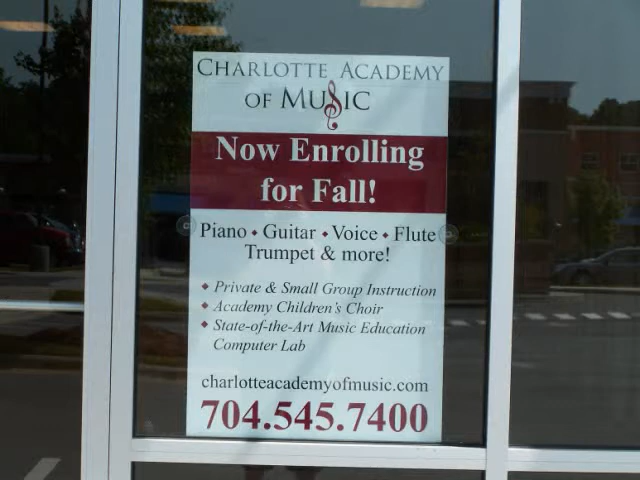 Charlotte Academy
of Music
Now Enrolling
for Fall!
Piano • Guitar • Voice • Flute
Trumpet & more!
Private & Small Group Instruction
Academy Children's Choir
State-of-the-Art Music Education
Computer Lab
charlotteacademyofmusic.com
704.545.7400